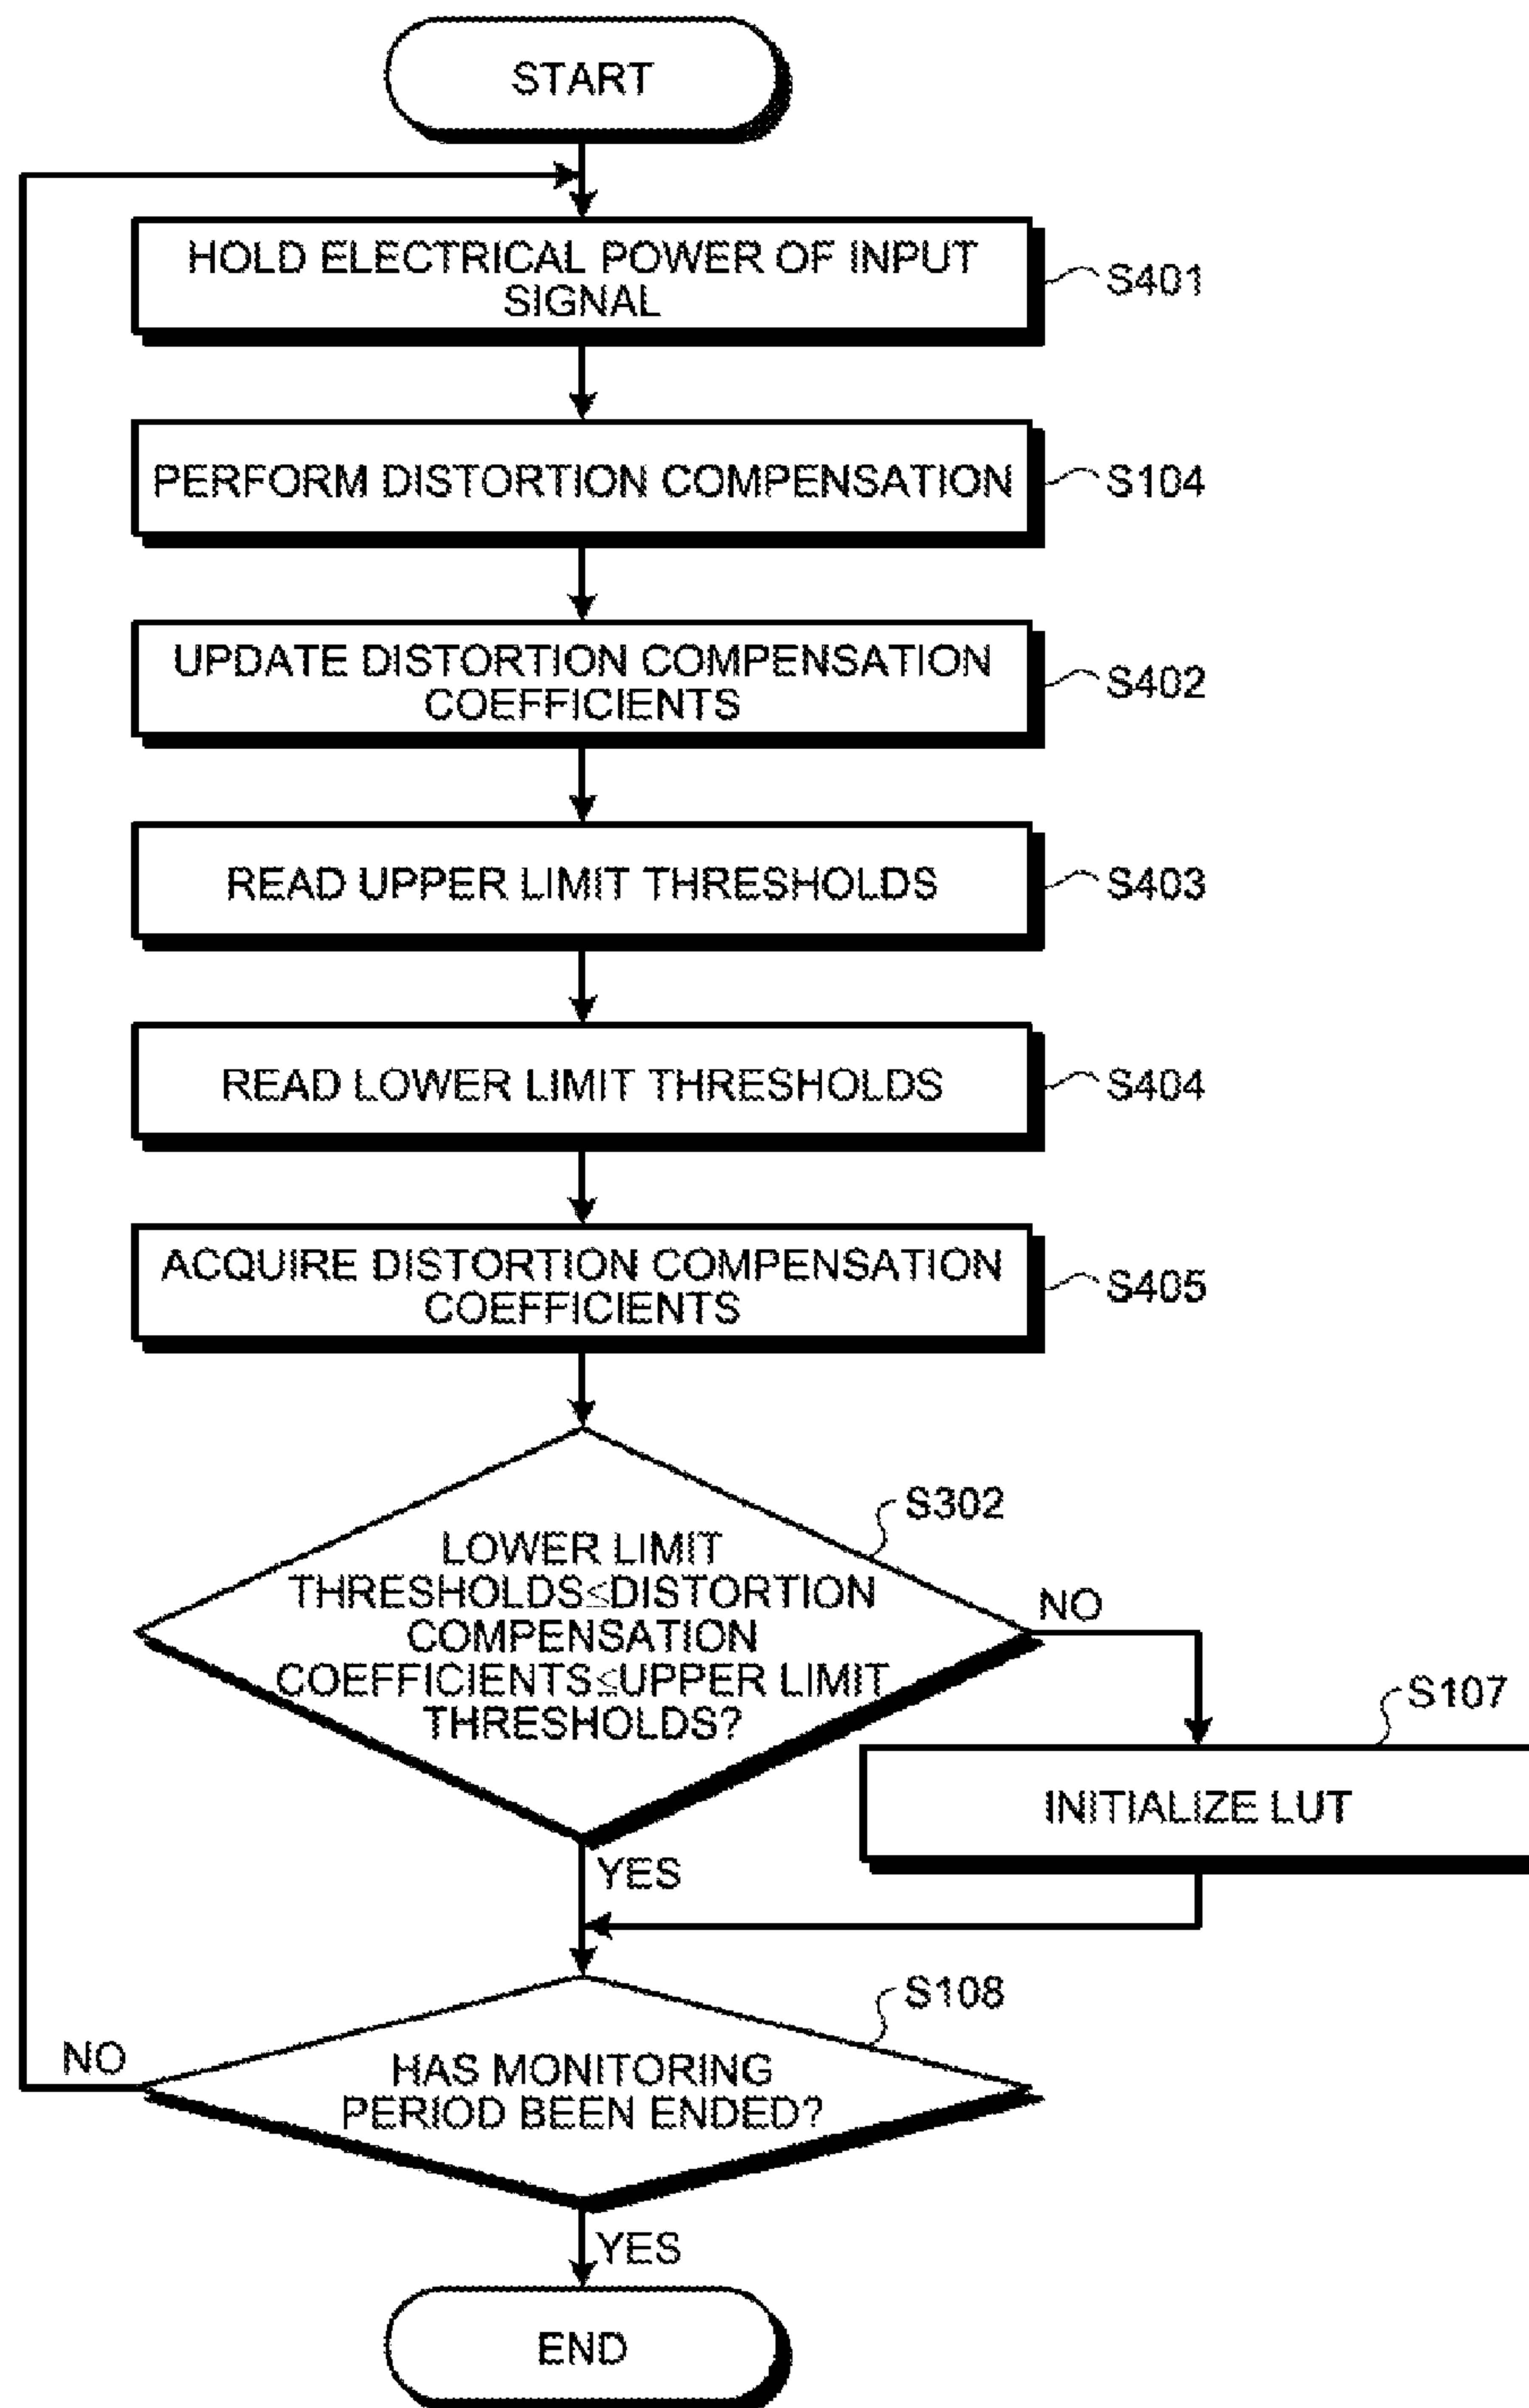 START
HOLD ELECTRICAL POWER OF INPUT
SIGNAL
S401
PERFORM DISTORTION COMPENSATION
S104
UPDATE DISTORTION COMPENSATION
COEFFICIENTS
S402
READ UPPER LIMIT THRESHOLDS
S403
READ LOWER LIMIT THRESHOLDS
S404
ACQUIRE DISTORTION COMPENSATION
COEFFICIENTS
S405
S302
LOWER LIMIT
THRESHOLDS≤DISTORTION
COMPENSATION
COEFFICIENTS≤UPPER LIMIT
THRESHOLDS?
NO
S107
INITIALIZE LUT
YES
S108
NO
HAS MONITORING
PERIOD BEEN ENDED?
YES
END